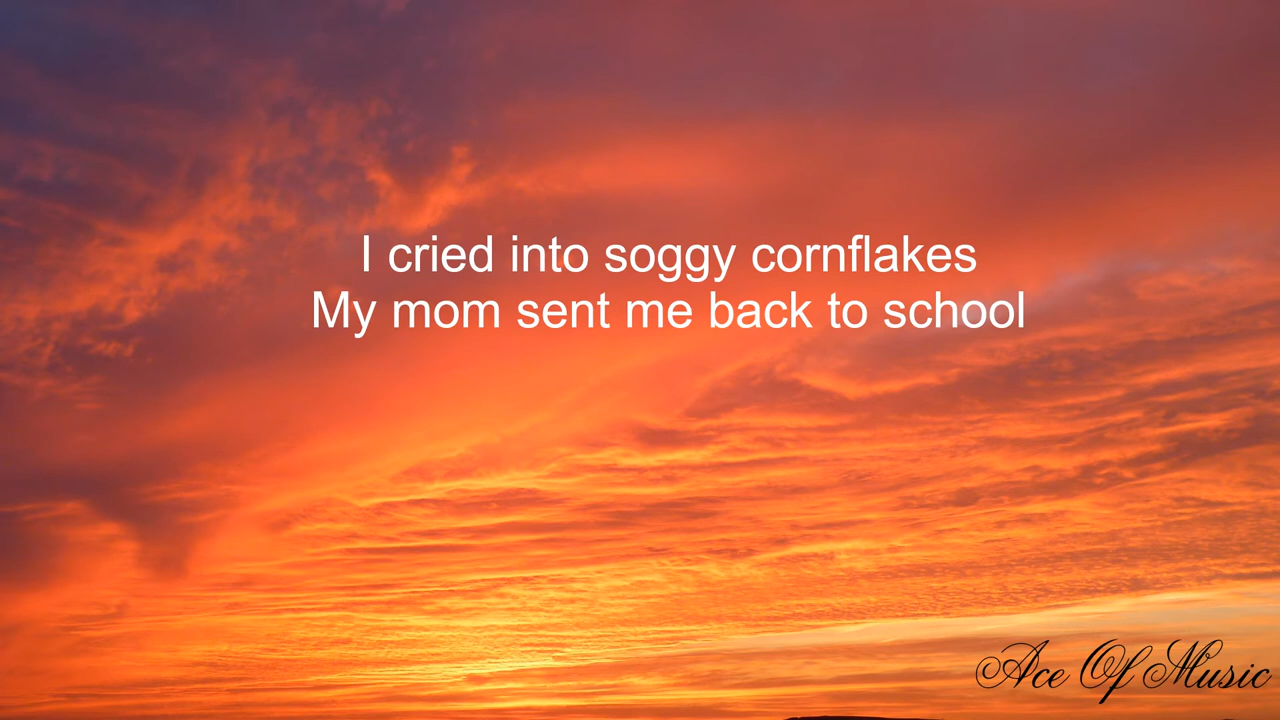 I cried into soggy cornflakes
My mom sent me back to school
Ace Of Music